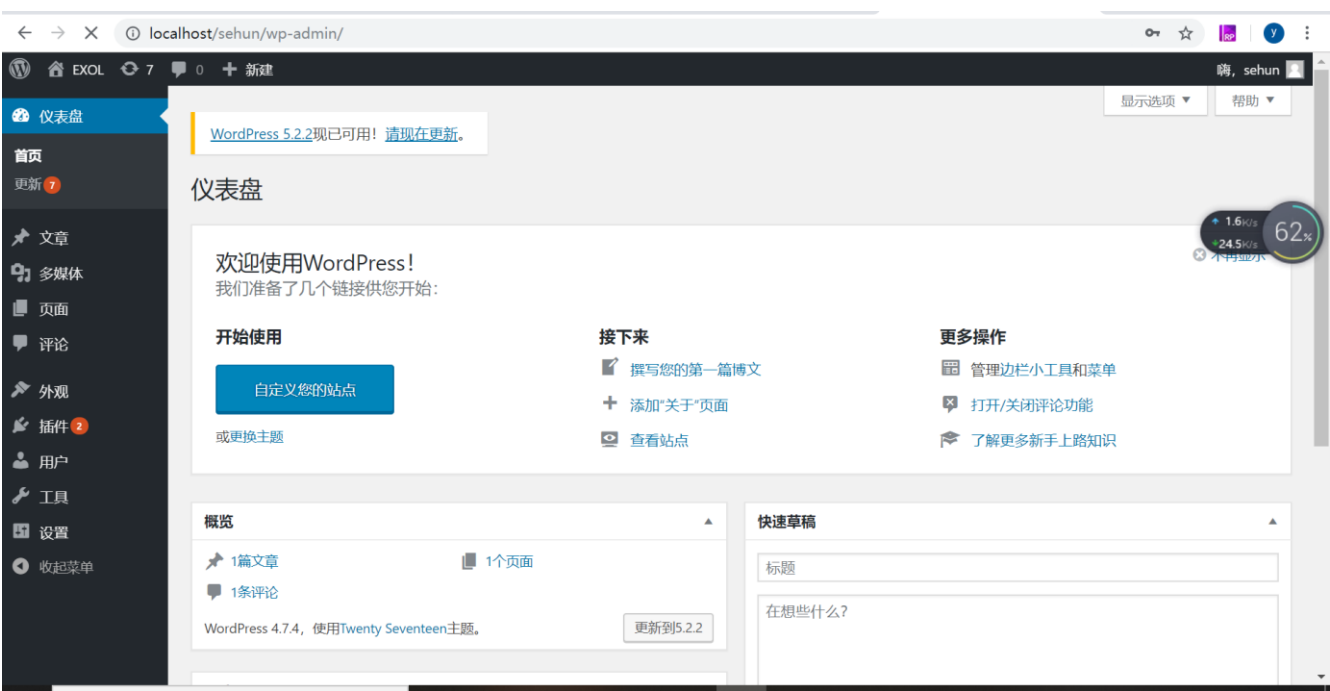 localhost/sehun/wp-admin/
RP
y
EXOL 7 0 新建
嗨，sehun
仪表盘
显示选项 帮助
首页
更新 7
WordPress 5.2.2现已可用！请现在更新。
仪表盘
文章
多媒体
页面
评论
外观
插件 2
用户
工具
设置
收起菜单
1.6K/s
24.5K/s
62%
不再显示
欢迎使用WordPress！
我们准备了几个链接供您开始：
开始使用
自定义您的站点
或更换主题
接下来
撰写您的第一篇博文
添加“关于”页面
查看站点
更多操作
管理边栏小工具和菜单
打开/关闭评论功能
了解更多新手上路知识
概览
1篇文章
1个页面
1条评论
WordPress 4.7.4，使用Twenty Seventeen主题。
更新到5.2.2
快速草稿
标题
在想些什么？